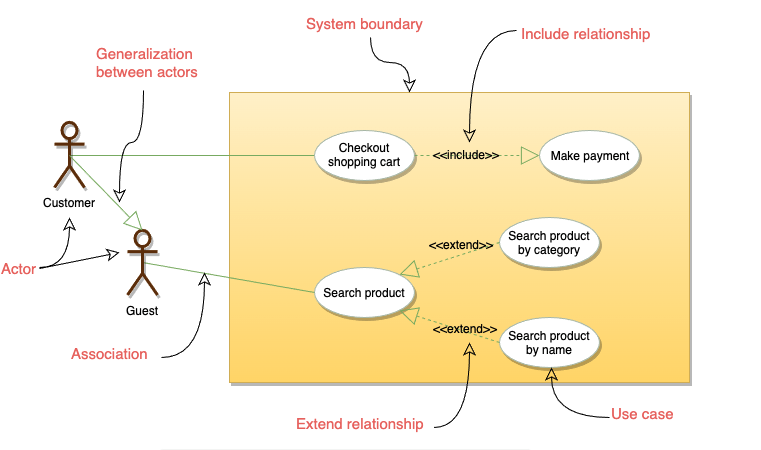 System boundary
Include relationship
Generalization
between actors
Checkout
shopping cart
<<include>>
Make payment
Customer
Search product
by category
<<extend>>
Actor
Search product
Guest
<<extend>>
Search product
by name
Association
Extend relationship
Use case